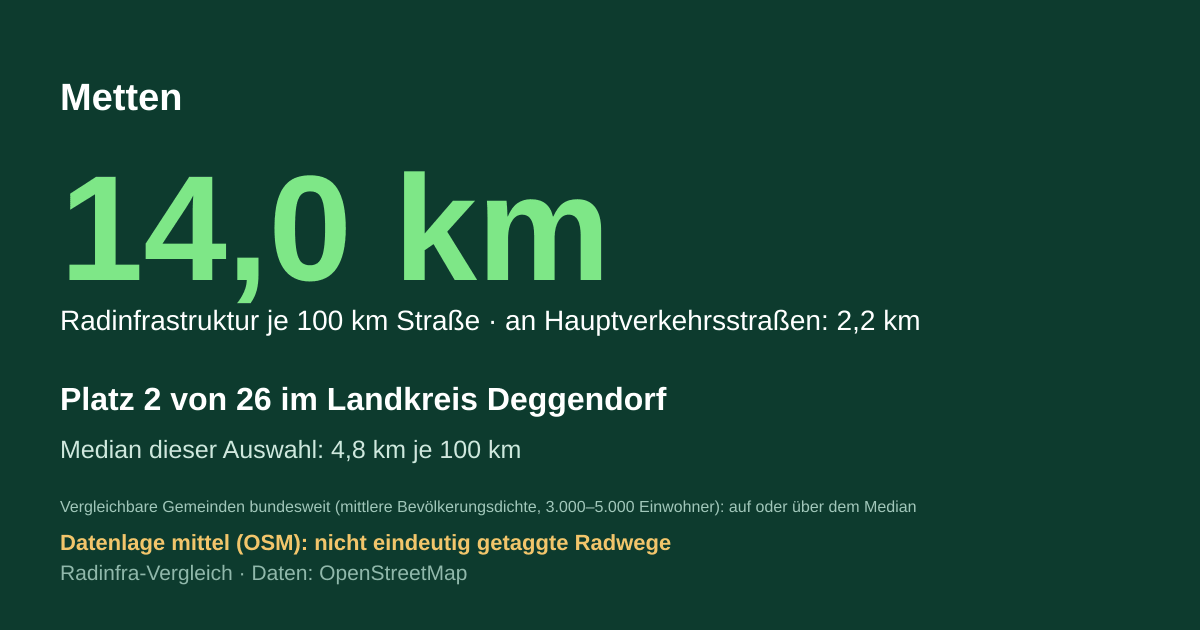 Metten
14,0 km
Radinfrastruktur je 100 km Straße · an Hauptverkehrsstraßen: 2,2 km
Platz 2 von 26 im Landkreis Deggendorf
Median dieser Auswahl: 4,8 km je 100 km
Vergleichbare Gemeinden bundesweit (mittlere Bevölkerungsdichte, 3.000–5.000 Einwohner): auf oder über dem Median
Datenlage mittel (OSM): nicht eindeutig getaggte Radwege
Radinfra-Vergleich · Daten: OpenStreetMap